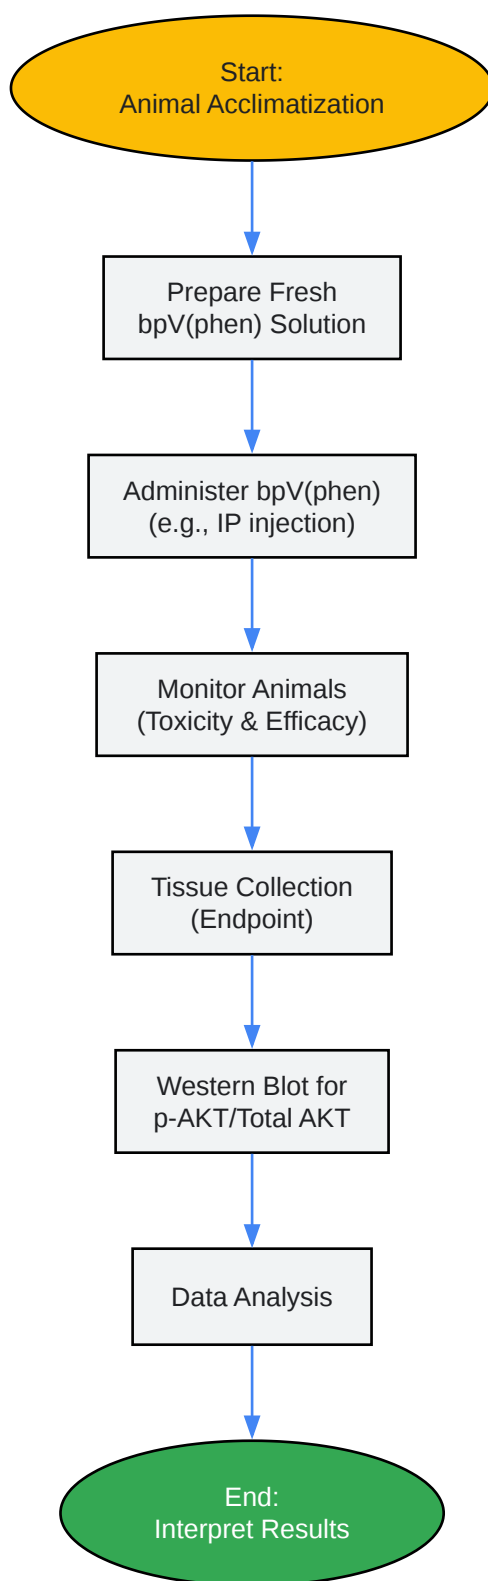 Start:
Animal Acclimatization
Prepare Fresh
bpV(phen) Solution
Administer bpV(phen)
(e.g., IP injection)
Monitor Animals
(Toxicity & Efficacy)
Tissue Collection
(Endpoint)
Western Blot for
p-AKT/Total AKT
Data Analysis
End:
Interpret Results